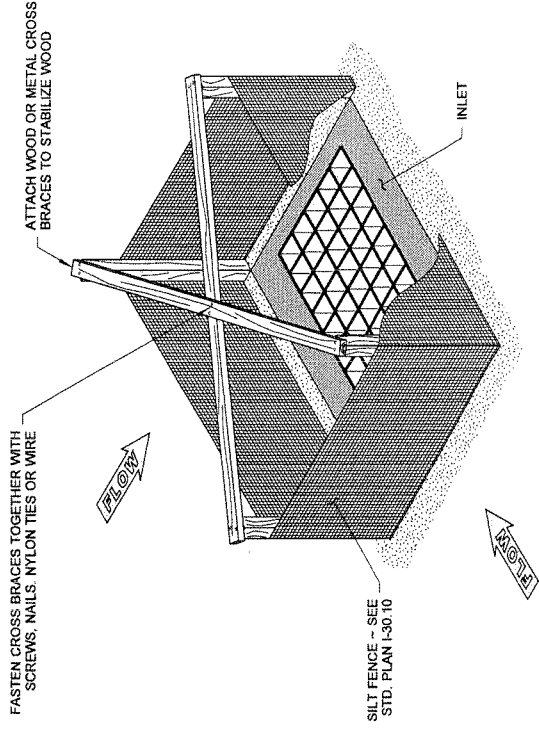 FASTEN CROSS BRACES TOGETHER WITH
SCREWS, NAILS, NYLON TIES OR WIRE
ATTACH WOOD OR METAL CROSS
BRACES TO STABILIZE WOOD
FLOW
INLET
SILT FENCE ~ SEE
STD. PLAN I-30.10
FLOW